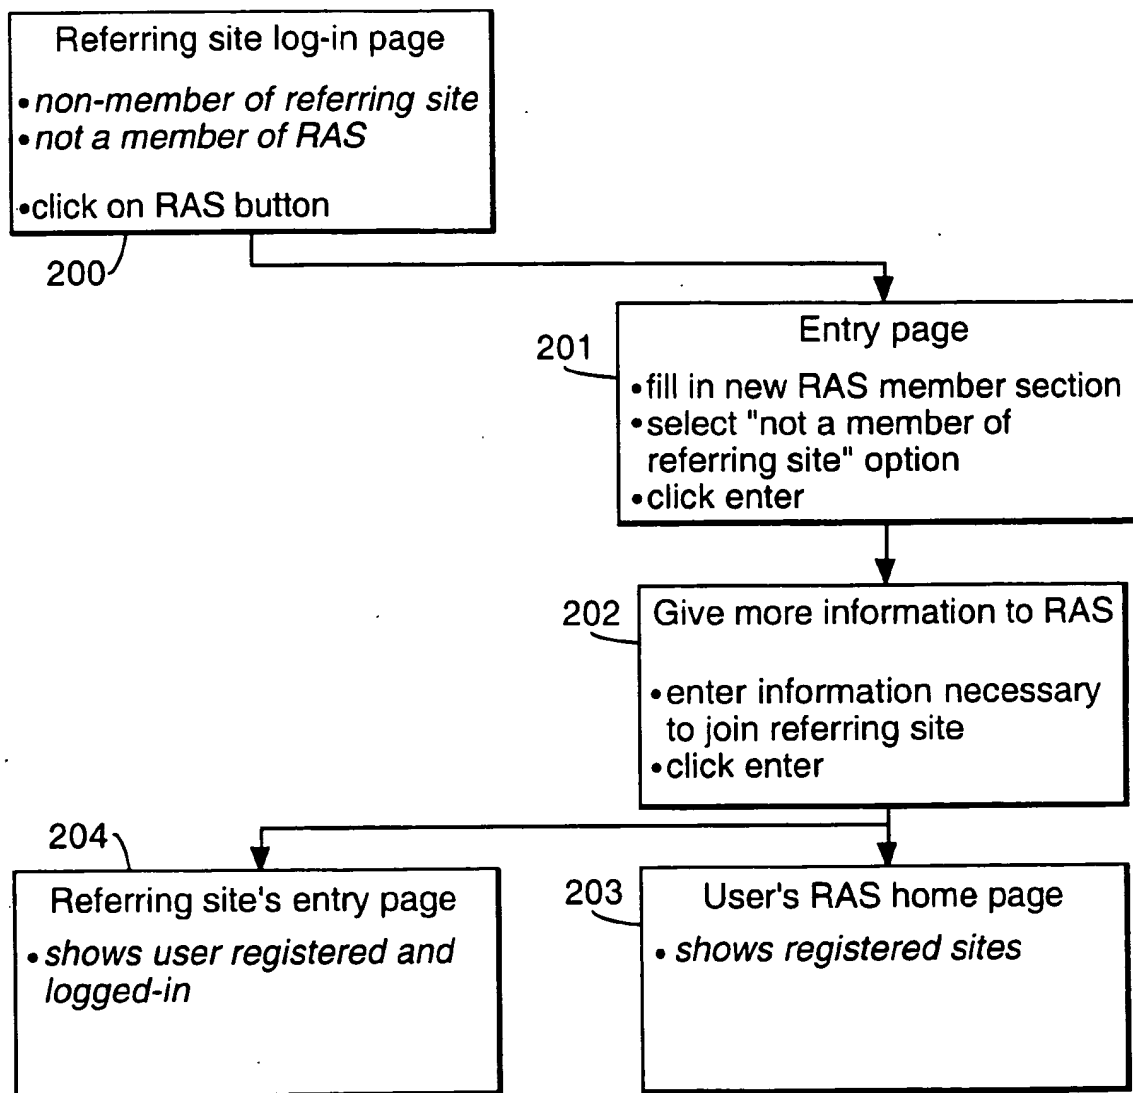 Referring site log-in page
•non-member of referring site
•not a member of RAS
•click on RAS button
200
201
Entry page
•fill in new RAS member section
•select "not a member of
referring site" option
•click enter
202
Give more information to RAS
•enter information necessary
to join referring site
•click enter
204
Referring site's entry page
•shows user registered and
logged-in
203
User's RAS home page
•shows registered sites